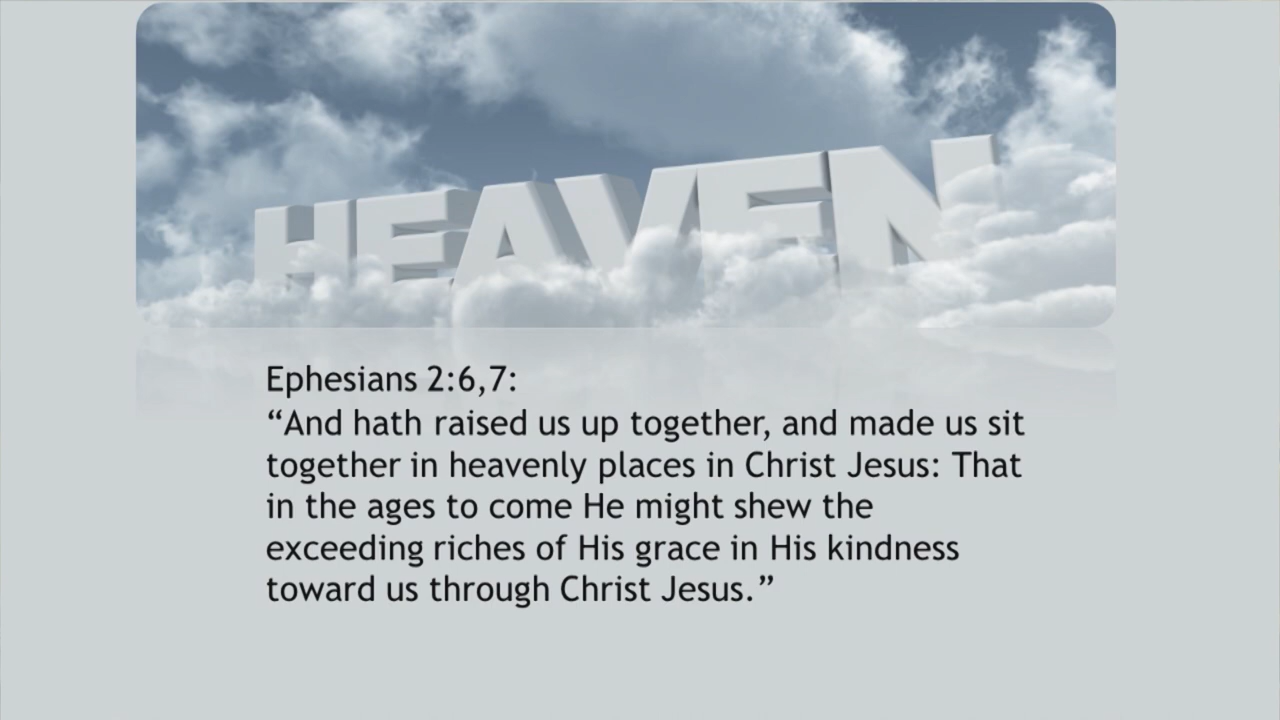 HEAVEN
Ephesians 2:6,7:
“And hath raised us up together, and made us sit
together in heavenly places in Christ Jesus: That
in the ages to come He might shew the
exceeding riches of His grace in His kindness
toward us through Christ Jesus.”